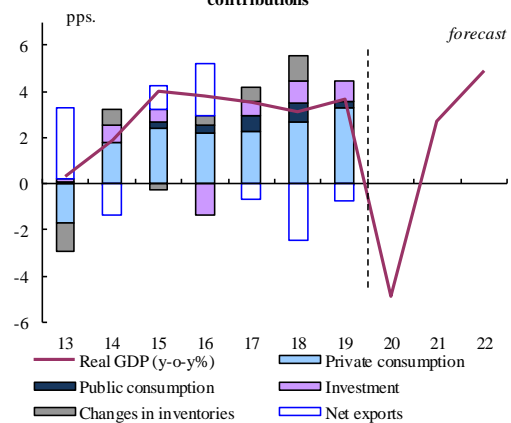 contributions
pps.
forecast
6
4
2
0
-2
-4
-6
13 14 15 16 17 18 19 20 21 22
Real GDP (y-o-y%) Private consumption
Public consumption Investment
Changes in inventories Net exports